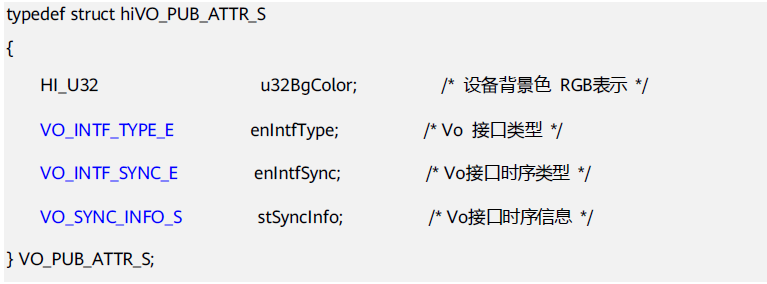 typedef struct hiVO_PUB_ATTR_S
{
HI_U32 u32BgColor; /* 设备背景色 RGB表示 */
VO_INTF_TYPE_E enIntfType; /* Vo 接口类型 */
VO_INTF_SYNC_E enIntfSync; /* Vo接口时序类型 */
VO_SYNC_INFO_S stSyncInfo; /* Vo接口时序信息 */
} VO_PUB_ATTR_S;